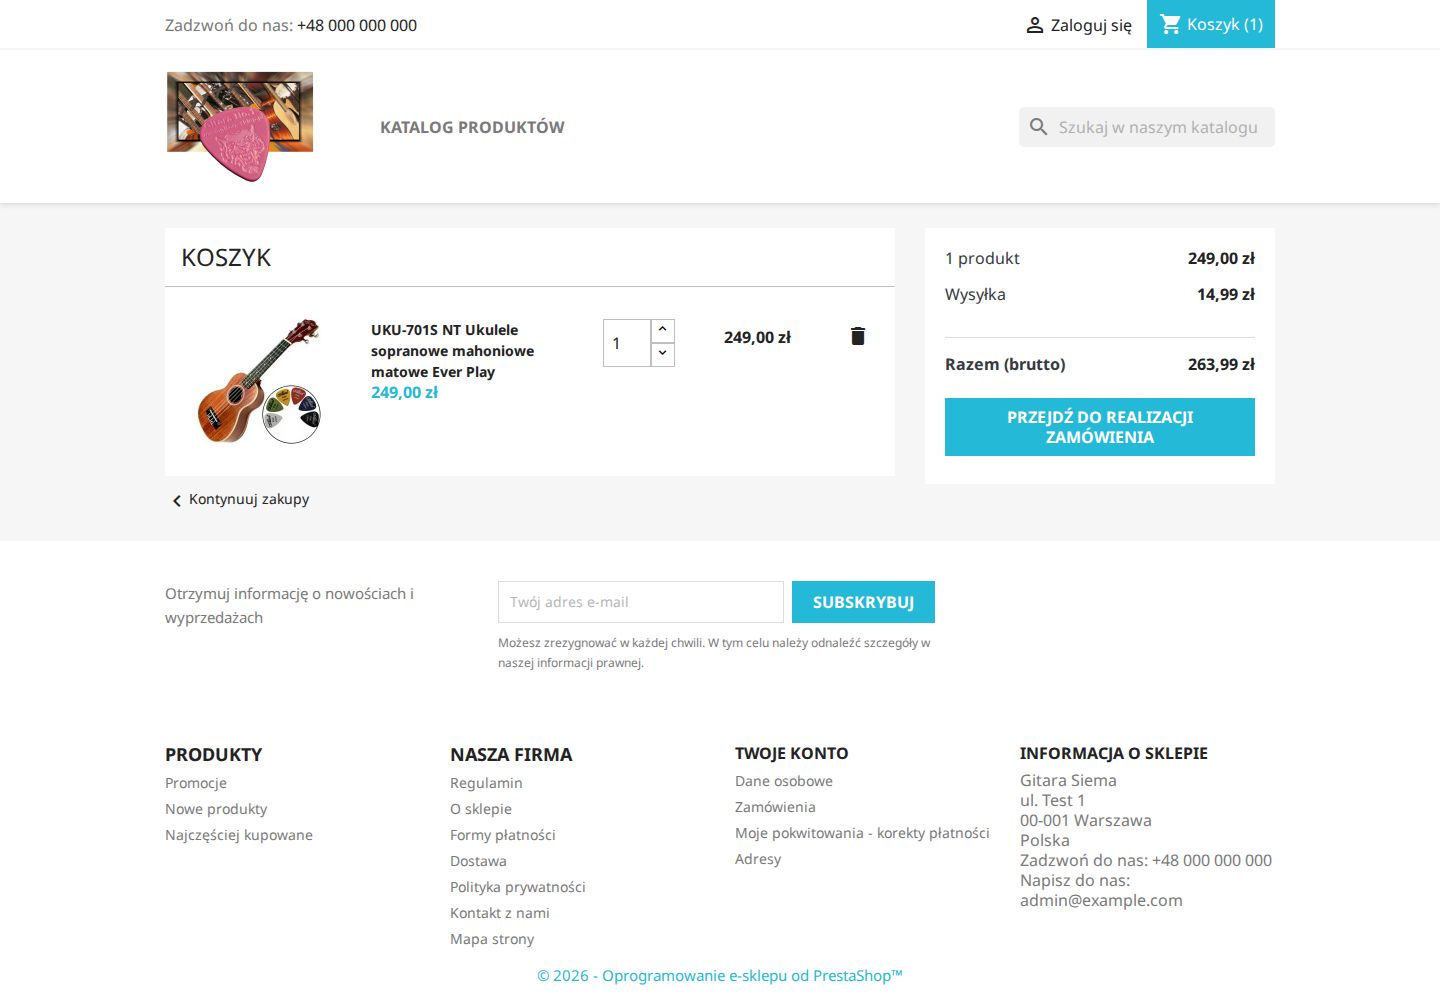 Zadzwoń do nas: +48 000 000 000
Zaloguj się
Koszyk (1)
KATALOG PRODUKTÓW
Szukaj w naszym katalogu
KOSZYK
UKU-701S NT Ukulele
sopranowe mahoniowe
matowe Ever Play
249,00 zł
1
249,00 zł
1 produkt 249,00 zł
Wysyłka 14,99 zł
Razem (brutto) 263,99 zł
PRZEJDŹ DO REALIZACJI
ZAMÓWIENIA
Kontynuuj zakupy
Otrzymuj informację o nowościach i
wyprzedażach
Twój adres e-mail
SUBSKRYBUJ
Możesz zrezygnować w każdej chwili. W tym celu należy odnaleźć szczegóły w
naszej informacji prawnej.
PRODUKTY
Promocje
Nowe produkty
Najczęściej kupowane
NASZA FIRMA
Regulamin
O sklepie
Formy płatności
Dostawa
Polityka prywatności
Kontakt z nami
Mapa strony
TWOJE KONTO
Dane osobowe
Zamówienia
Moje pokwitowania - korekty płatności
Adresy
INFORMACJA O SKLEPIE
Gitara Siema
ul. Test 1
00-001 Warszawa
Polska
Zadzwoń do nas: +48 000 000 000
Napisz do nas:
admin@example.com
© 2026 - Oprogramowanie e-sklepu od PrestaShop™